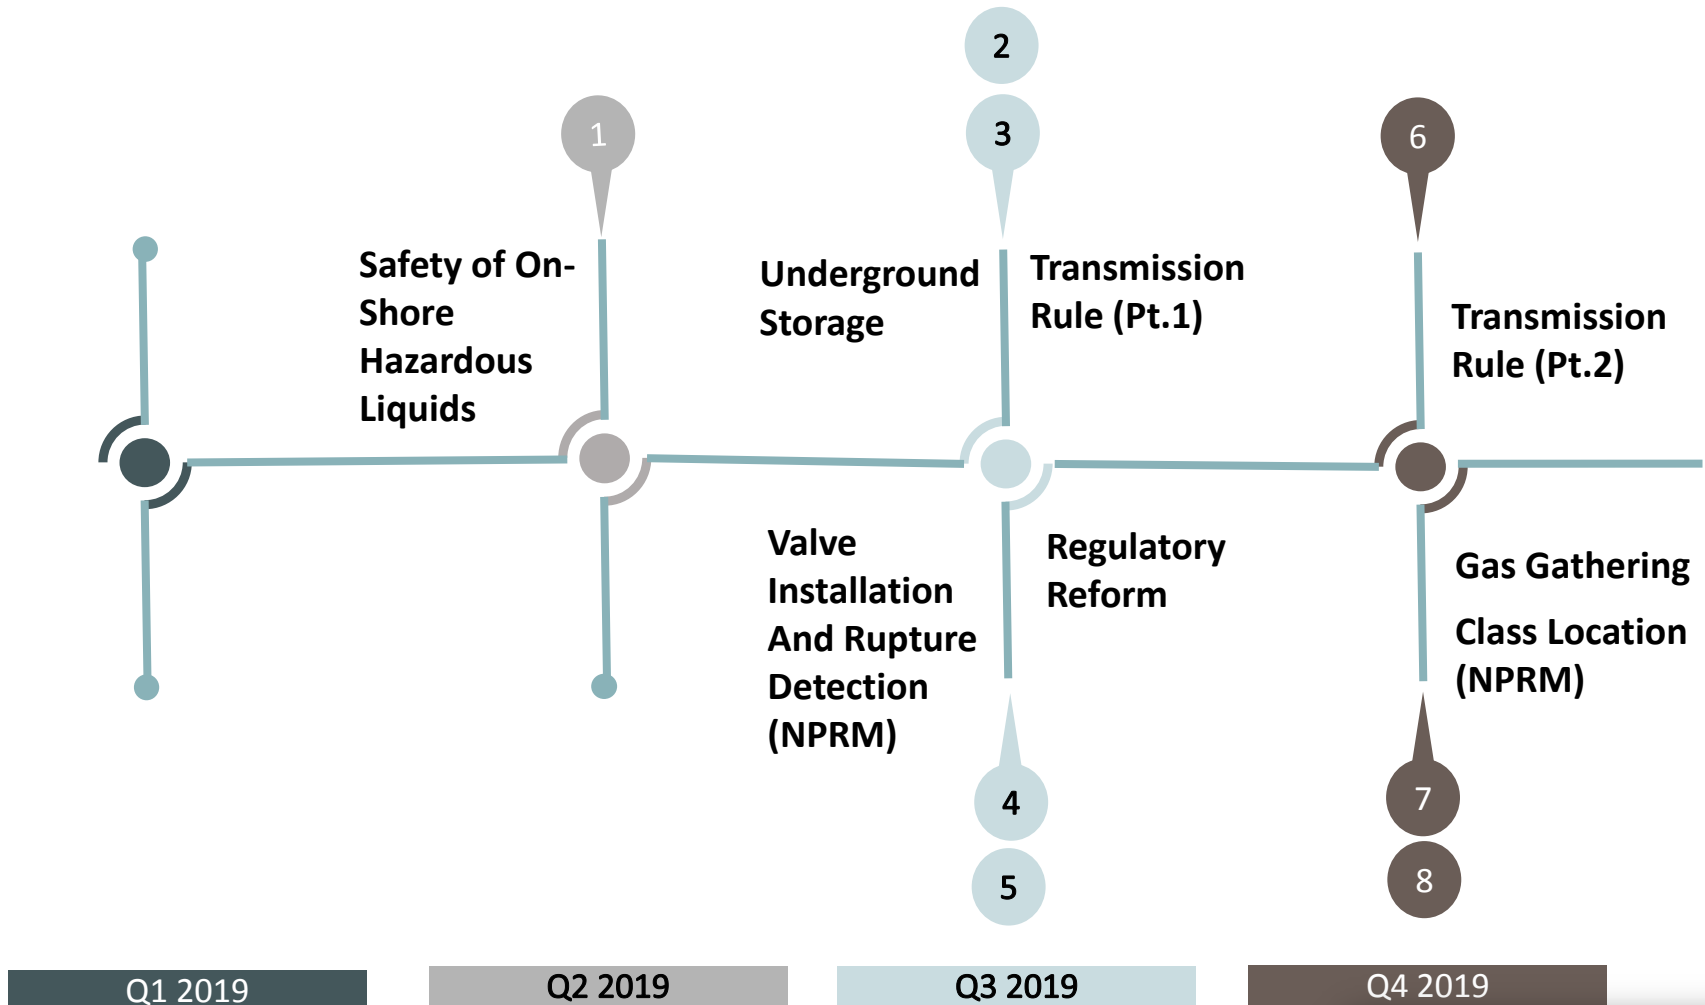 2
3
1
6
Safety of On-
Shore
Hazardous
Liquids
Underground
Storage
Transmission
Rule (Pt.1)
Transmission
Rule (Pt.2)
Valve
Installation
And Rupture
Detection
(NPRM)
Regulatory
Reform
Gas Gathering
Class Location
(NPRM)
4
5
7
8
Q1 2019
Q2 2019
Q3 2019
Q4 2019